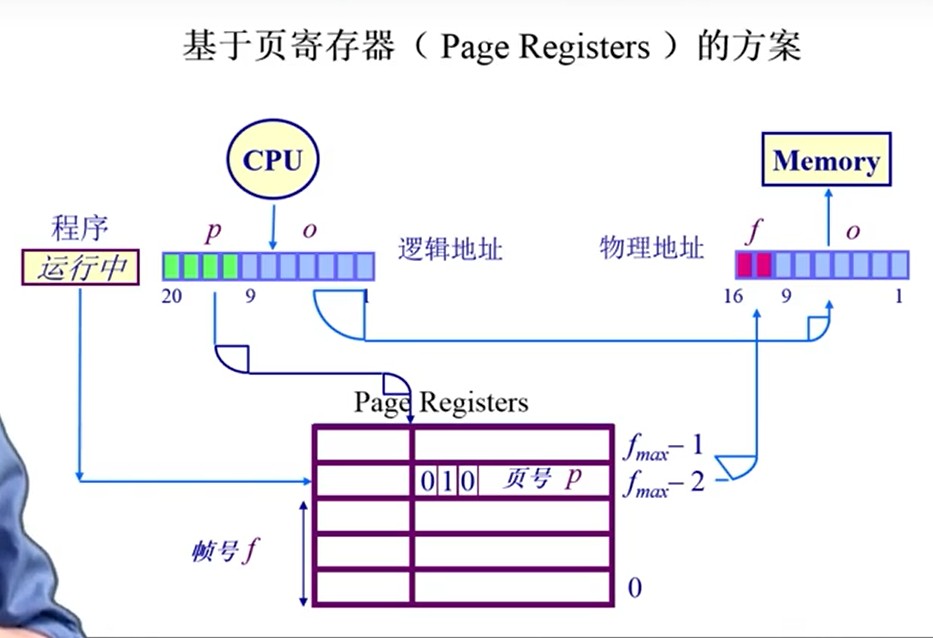 基于页寄存器（ Page Registers ）的方案
CPU
Memory
程序
运行中
p
o
逻辑地址
物理地址
f
o
20
9
1
16
9
1
Page Registers
f max – 1
0 1 0 页号 p
f max – 2
帧号 f
0